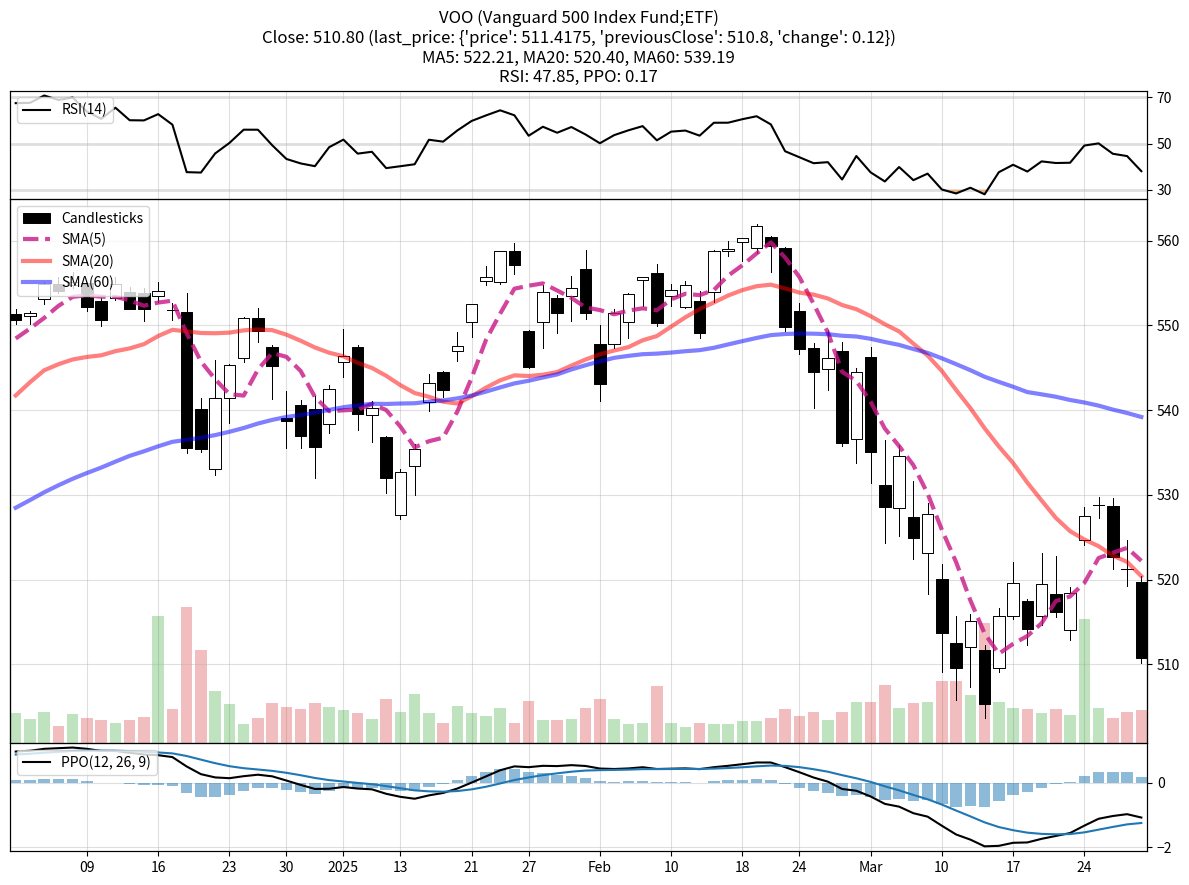 VOO (Vanguard 500 Index Fund;ETF)
Close: 510.80 (last_price: {'price': 511.4175, 'previousClose': 510.8, 'change': 0.12})
MA5: 522.21, MA20: 520.40, MA60: 539.19
RSI: 47.85, PPO: 0.17
RSI(14)
70
50
30
Candlesticks
SMA(5)
SMA(20)
SMA(60)
560
550
540
530
520
510
PPO(12, 26, 9)
0
−2
09 16 23 30 2025 13 21 27 Feb 10 18 24 Mar 10 17 24